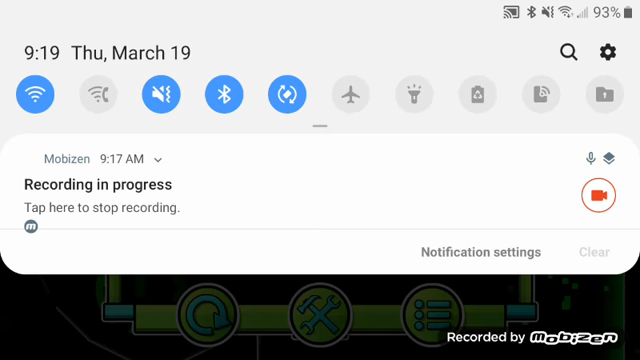 93%
9:19 Thu, March 19
Mobizen 9:17 AM
Recording in progress
Tap here to stop recording.
m
Notification settings Clear
Recorded by Mobizen